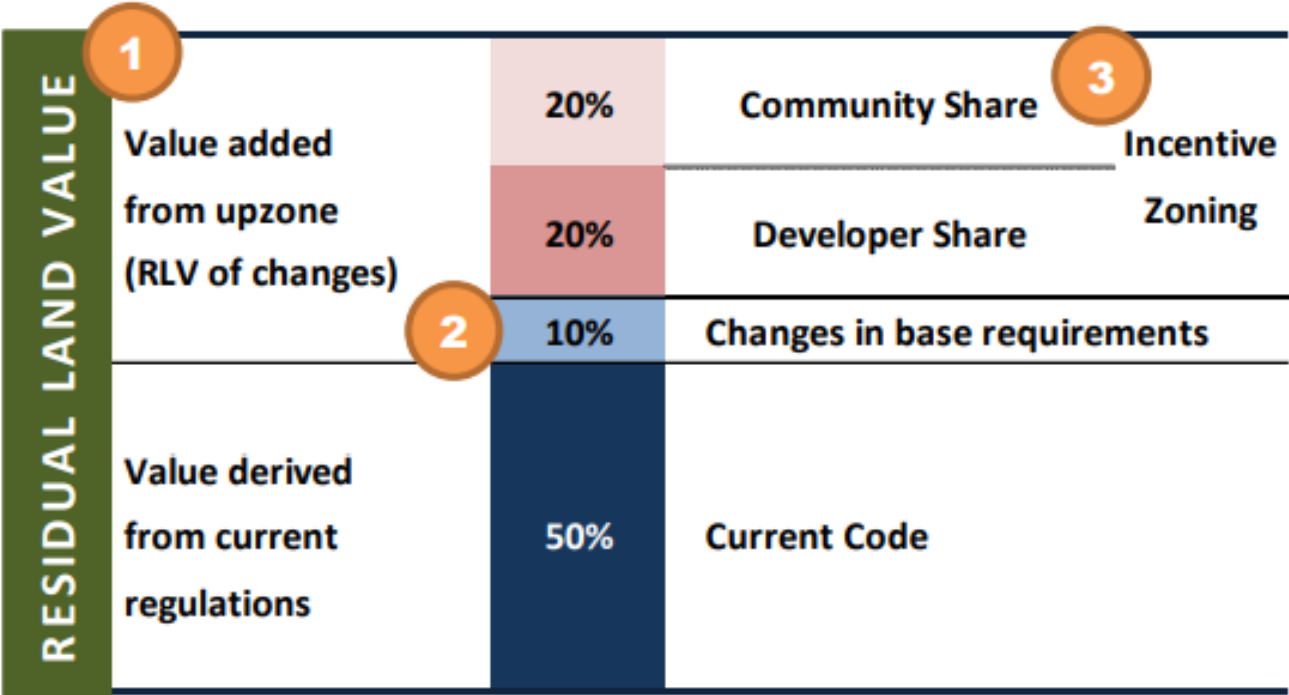 RESIDUAL LAND VALUE
1
Value added
from upzone
(RLV of changes)
20%
Community Share
3
Incentive
Zoning
20%
Developer Share
2
10%
Changes in base requirements
Value derived
from current
regulations
50%
Current Code